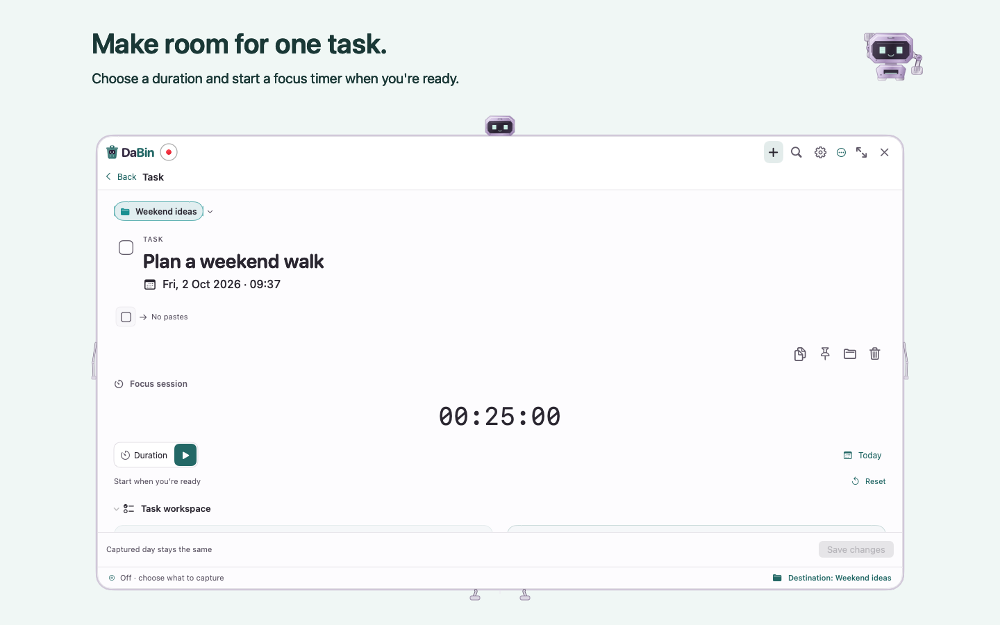 Make room for one task.
Choose a duration and start a focus timer when you're ready.
DaBin
Back Task
Weekend ideas
TASK
Plan a weekend walk
Fri, 2 Oct 2026 · 09:37
No pastes
Focus session
00:25:00
Duration
Today
Start when you're ready
Reset
Task workspace
Captured day stays the same
Save changes
Off · choose what to capture
Destination: Weekend ideas